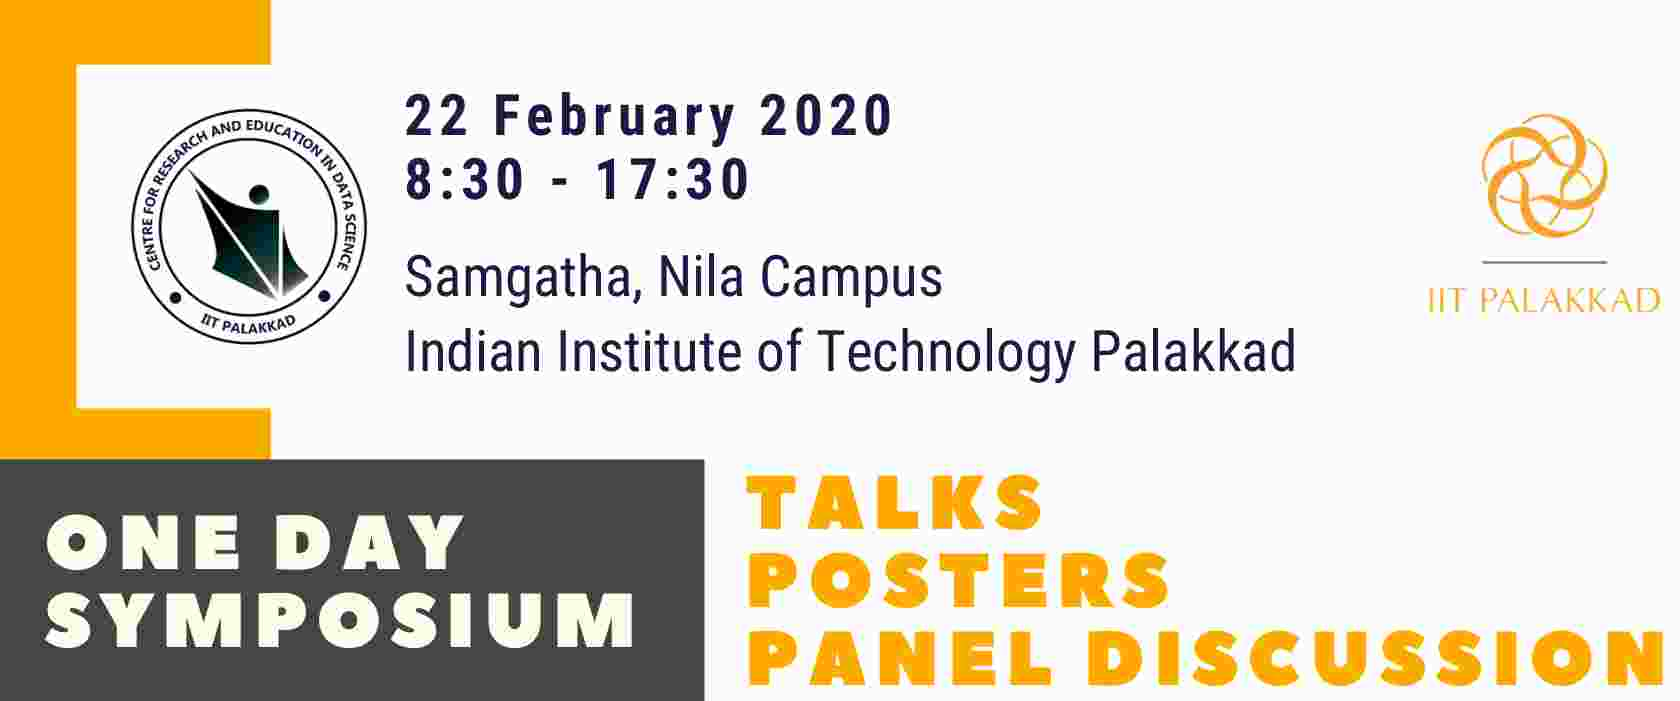 CENTRE FOR RESEARCH AND EDUCATION IN DATA SCIENCE
IIT PALAKKAD
22 February 2020
8:30 - 17:30
Samgatha, Nila Campus
Indian Institute of Technology Palakkad
IIT PALAKKAD
ONE DAY
SYMPOSIUM
TALKS
POSTERS
PANEL DISCUSSION